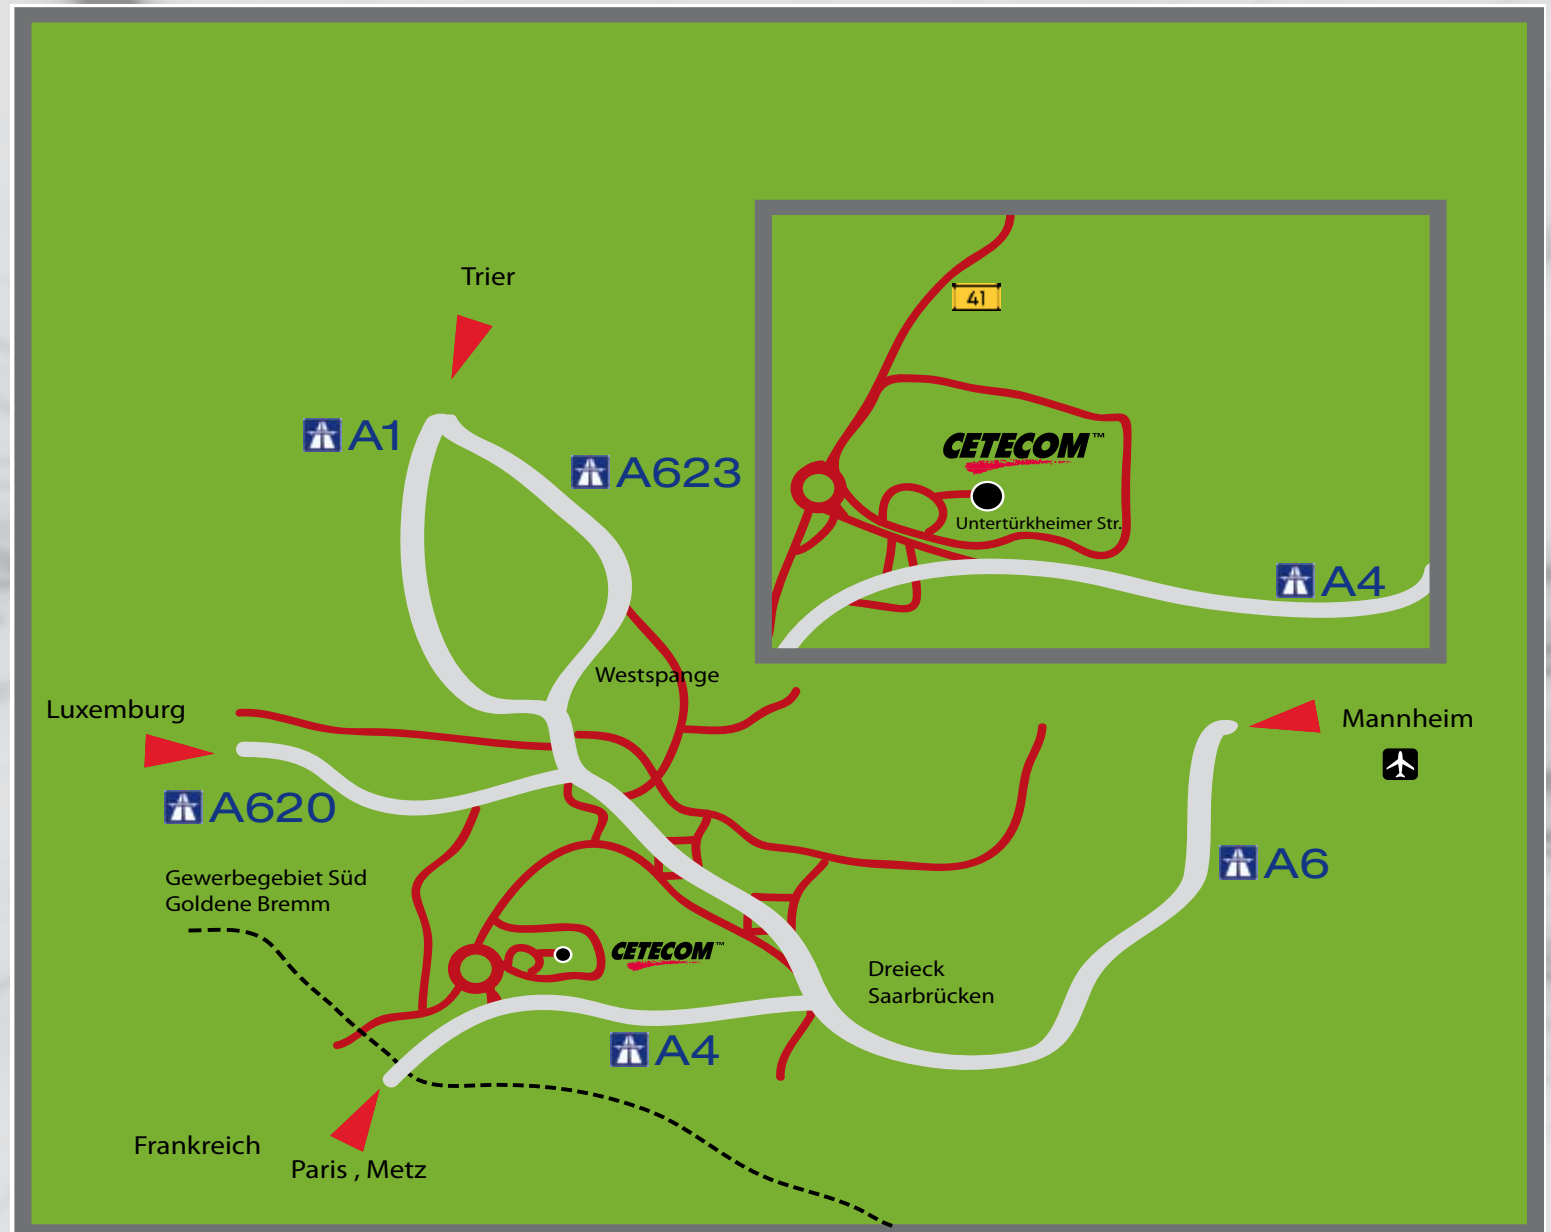 Trier
A1
A623
41
CETECOM™
Untertürkheimer Str.
A4
Westspange
Luxemburg
Mannheim
A620
A6
Gewerbegebiet Süd
Goldene Bremm
CETECOM™
Dreieck
Saarbrücken
A4
Frankreich
Paris , Metz